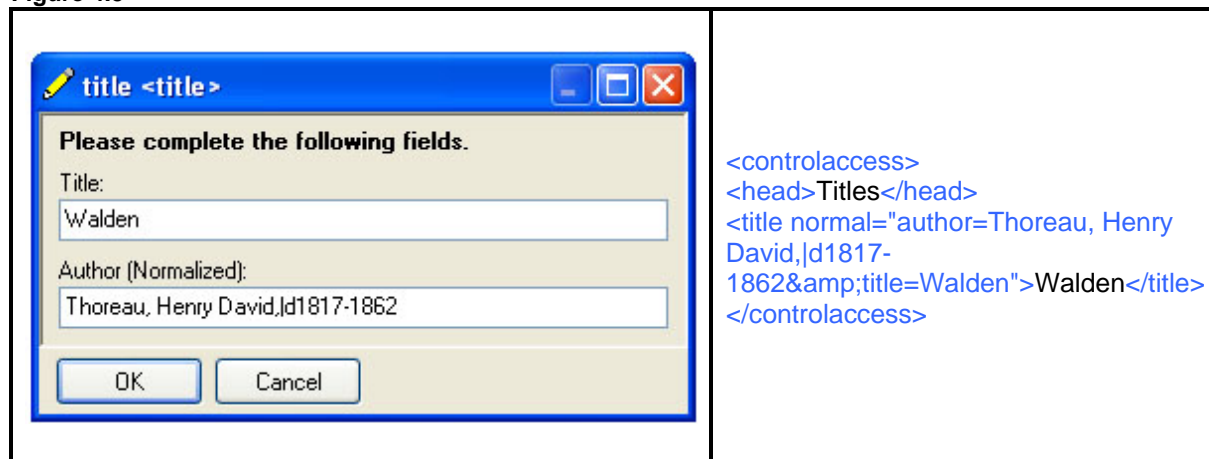 title <title>
Please complete the following fields.
Title:
Walden
Author (Normalized):
Thoreau, Henry David,|d1817-1862
OK
Cancel
<controlaccess>
<head>Titles</head>
<title normal="author=Thoreau, Henry
David,|d1817-
1862&amp;title=Walden">Walden</title>
</controlaccess>